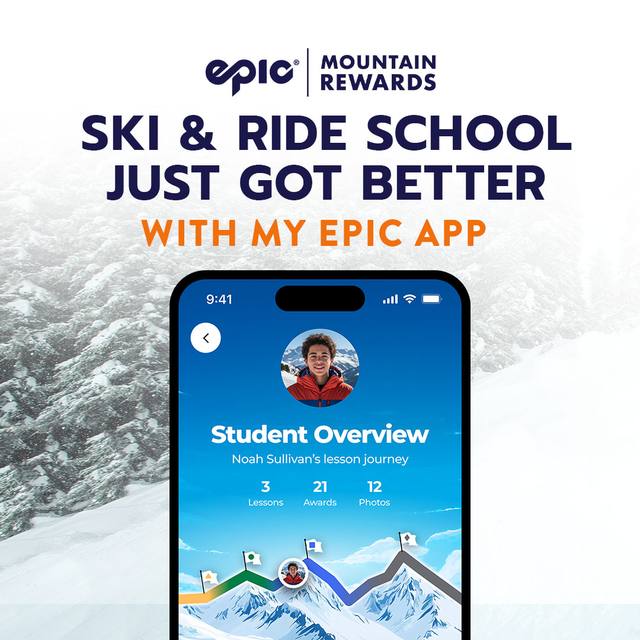 epic® MOUNTAIN
REWARDS
SKI & RIDE SCHOOL
JUST GOT BETTER
WITH MY EPIC APP
9:41
Student Overview
Noah Sullivan's lesson journey
3 21 12
Lessons Awards Photos